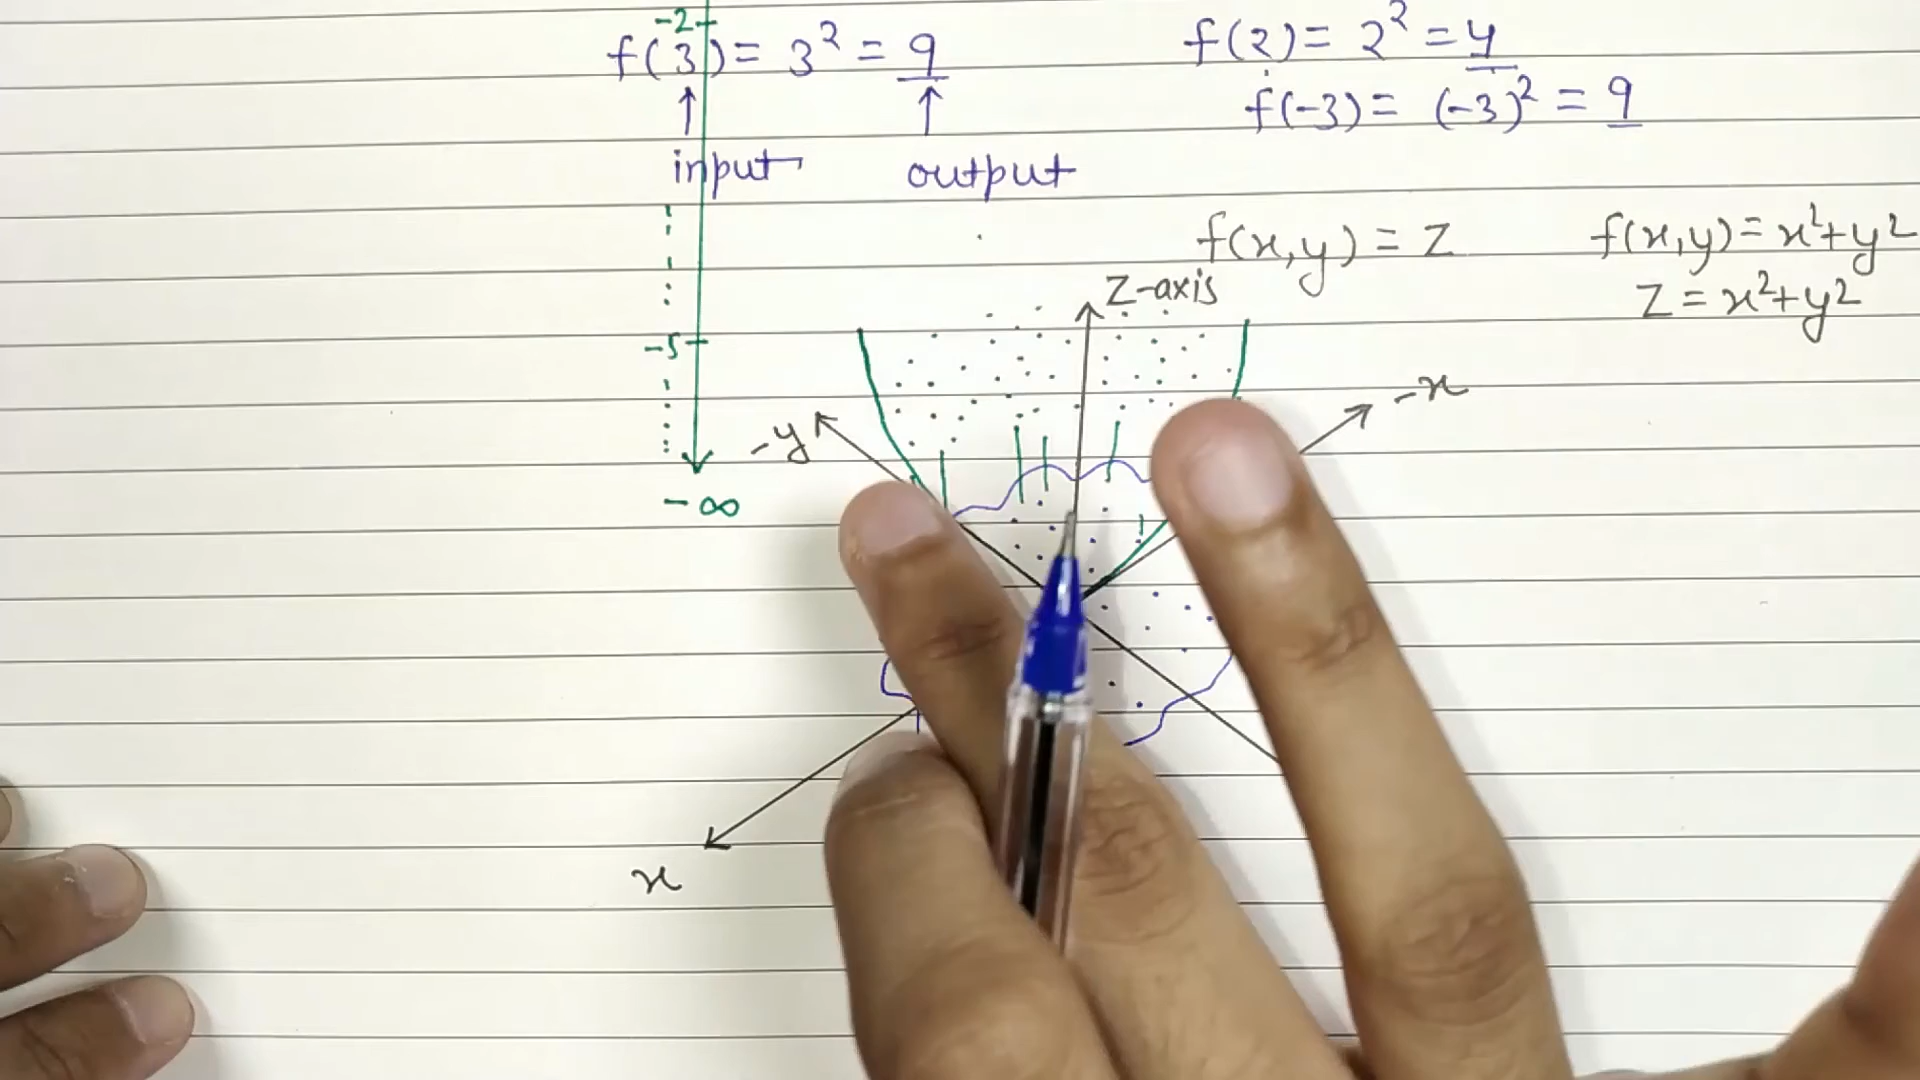 -2
f(3) = 3² = 9
f(2) = 2² = 4
f(-3) = (-3)² = 9
input output
f(x,y) = z
f(x,y) = x²+y²
z = x²+y²
z-axis
-5
-x
-y
-∞
x